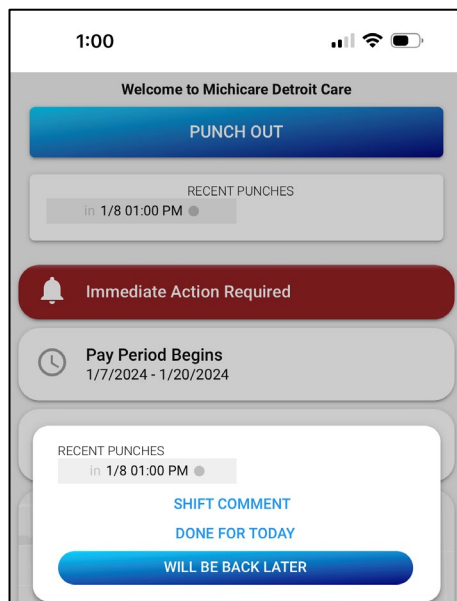 1:00
Welcome to Michicare Detroit Care
PUNCH OUT
RECENT PUNCHES
in 1/8 01:00 PM
Immediate Action Required
Pay Period Begins
1/7/2024 - 1/20/2024
RECENT PUNCHES
in 1/8 01:00 PM
SHIFT COMMENT
DONE FOR TODAY
WILL BE BACK LATER